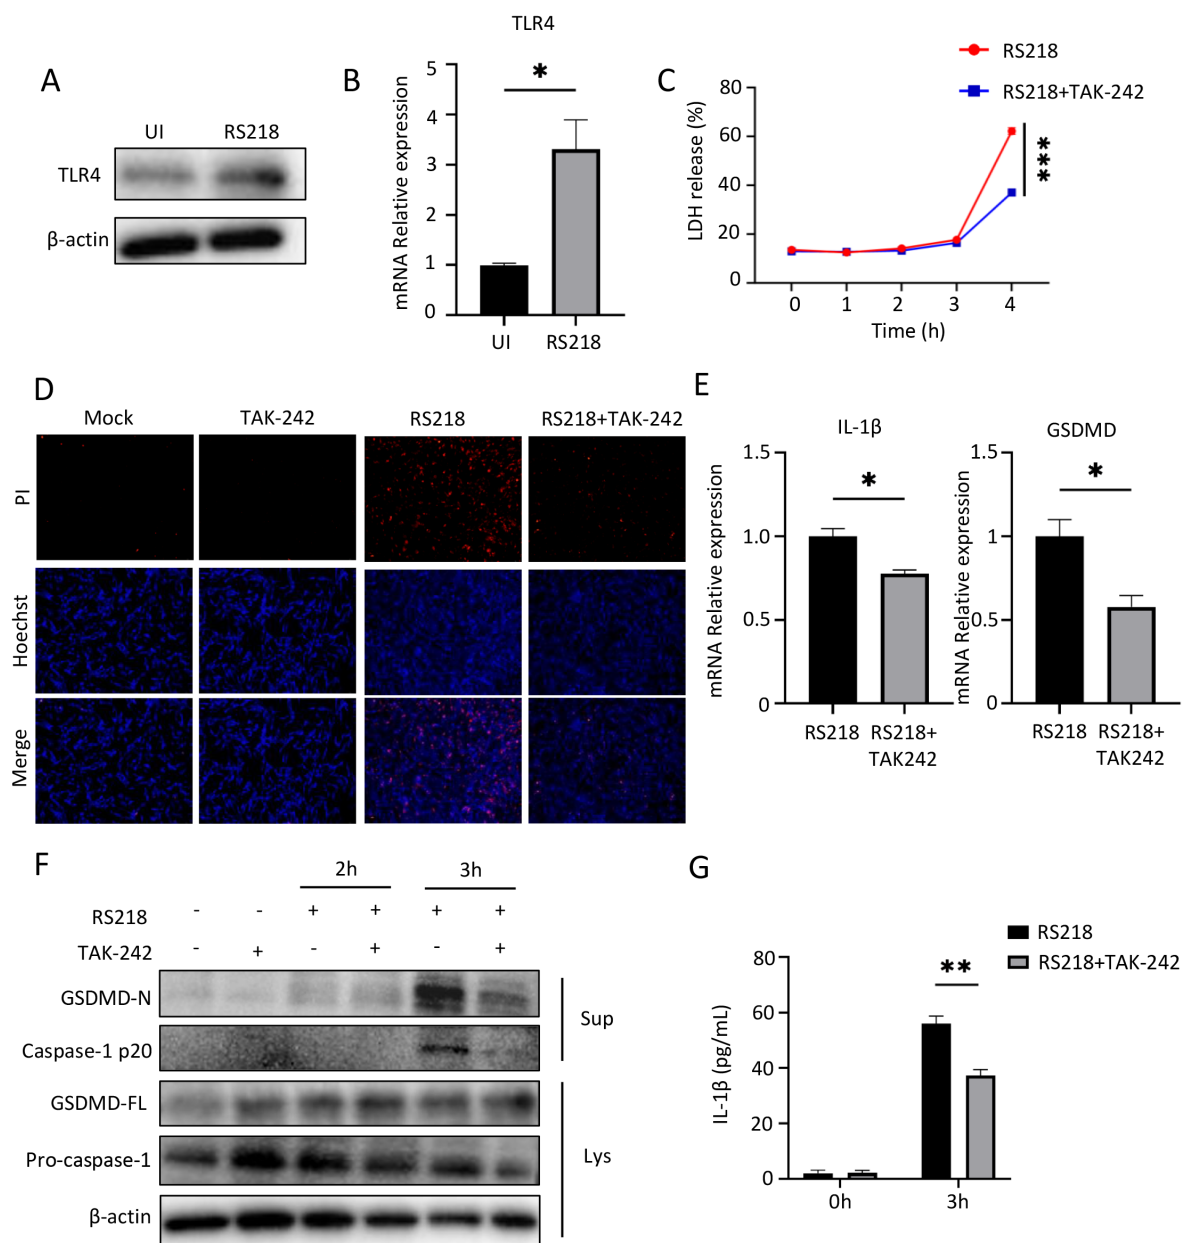 A
UI RS218
TLR4
β-actin
B
TLR4
*
mRNA Relative expression
5
4
3
2
1
0
UI RS218
C
RS218
RS218+TAK-242
LDH release (%)
80
60
40
20
0
***
0 1 2 3 4
Time (h)
D
Mock TAK-242 RS218 RS218+TAK-242
PI
Hoechst
Merge
E
IL-1β
*
mRNA Relative expression
1.5
1.0
0.5
0
RS218 RS218+
TAK242
GSDMD
*
mRNA Relative expression
1.5
1.0
0.5
0
RS218 RS218+
TAK242
F
2h 3h
RS218 - - + + + +
TAK-242 - + - + - +
GSDMD-N
Caspase-1 p20
Sup
GSDMD-FL
Pro-caspase-1
β-actin
Lys
G
RS218
RS218+TAK-242
**
IL-1β (pg/mL)
80
60
40
20
0
0h 3h